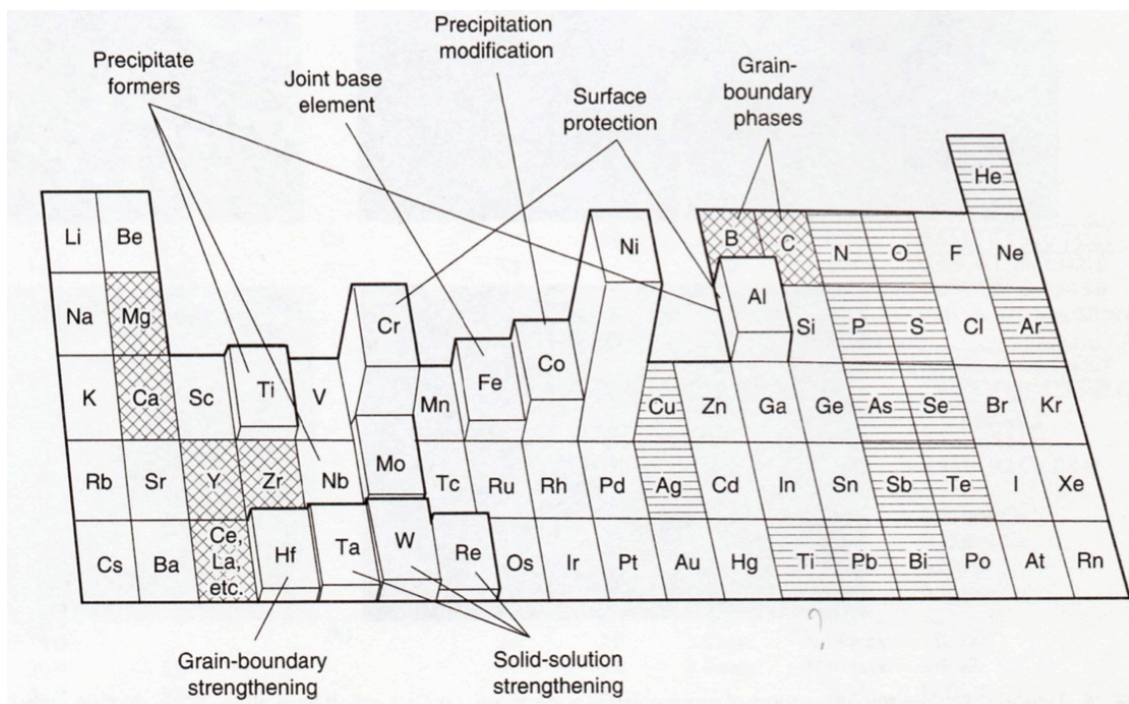 Precipitate
formers
Joint base
element
Precipitation
modification
Surface
protection
Grain-
boundary
phases
He
Li Be Ni B C N O F Ne
Na Mg Cr Al Si P S Cl Ar
K Ca Sc Ti V Mn Fe Co Cu Zn Ga Ge As Se Br Kr
Rb Sr Y Zr Nb Mo Tc Ru Rh Pd Ag Cd In Sn Sb Te I Xe
Cs Ba Ce,
La,
etc. Hf Ta W Re Os Ir Pt Au Hg Ti Pb Bi Po At Rn
?
Grain-boundary
strengthening
Solid-solution
strengthening